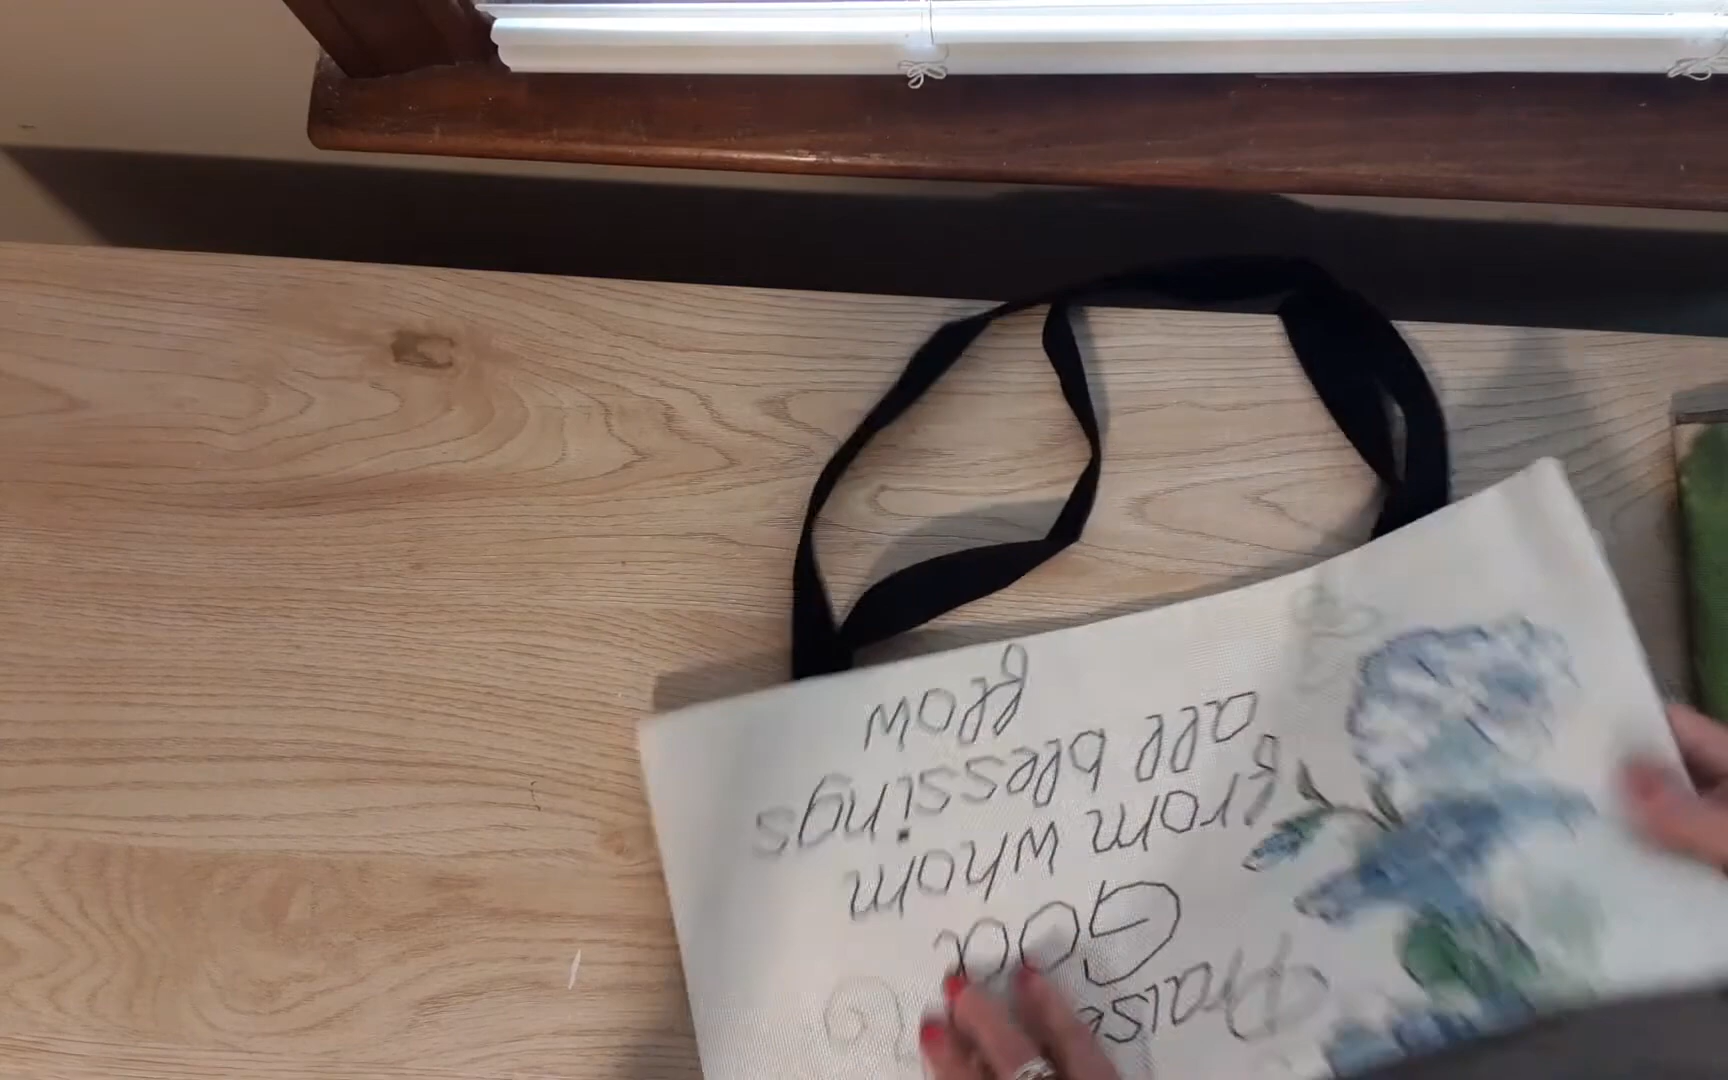 Praise
God
from whom
all blessings
flow